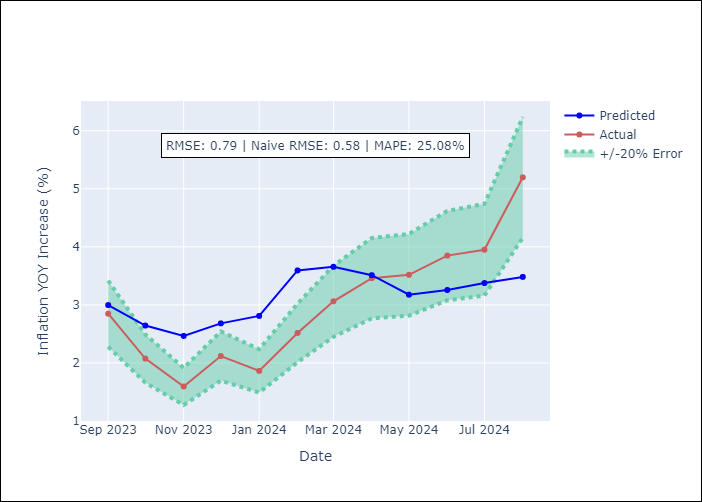 RMSE: 0.79 | Naive RMSE: 0.58 | MAPE: 25.08%
Predicted
Actual
+/-20% Error
Inflation YOY Increase (%)
6
5
4
3
2
1
Sep 2023
Nov 2023
Jan 2024
Mar 2024
May 2024
Jul 2024
Date